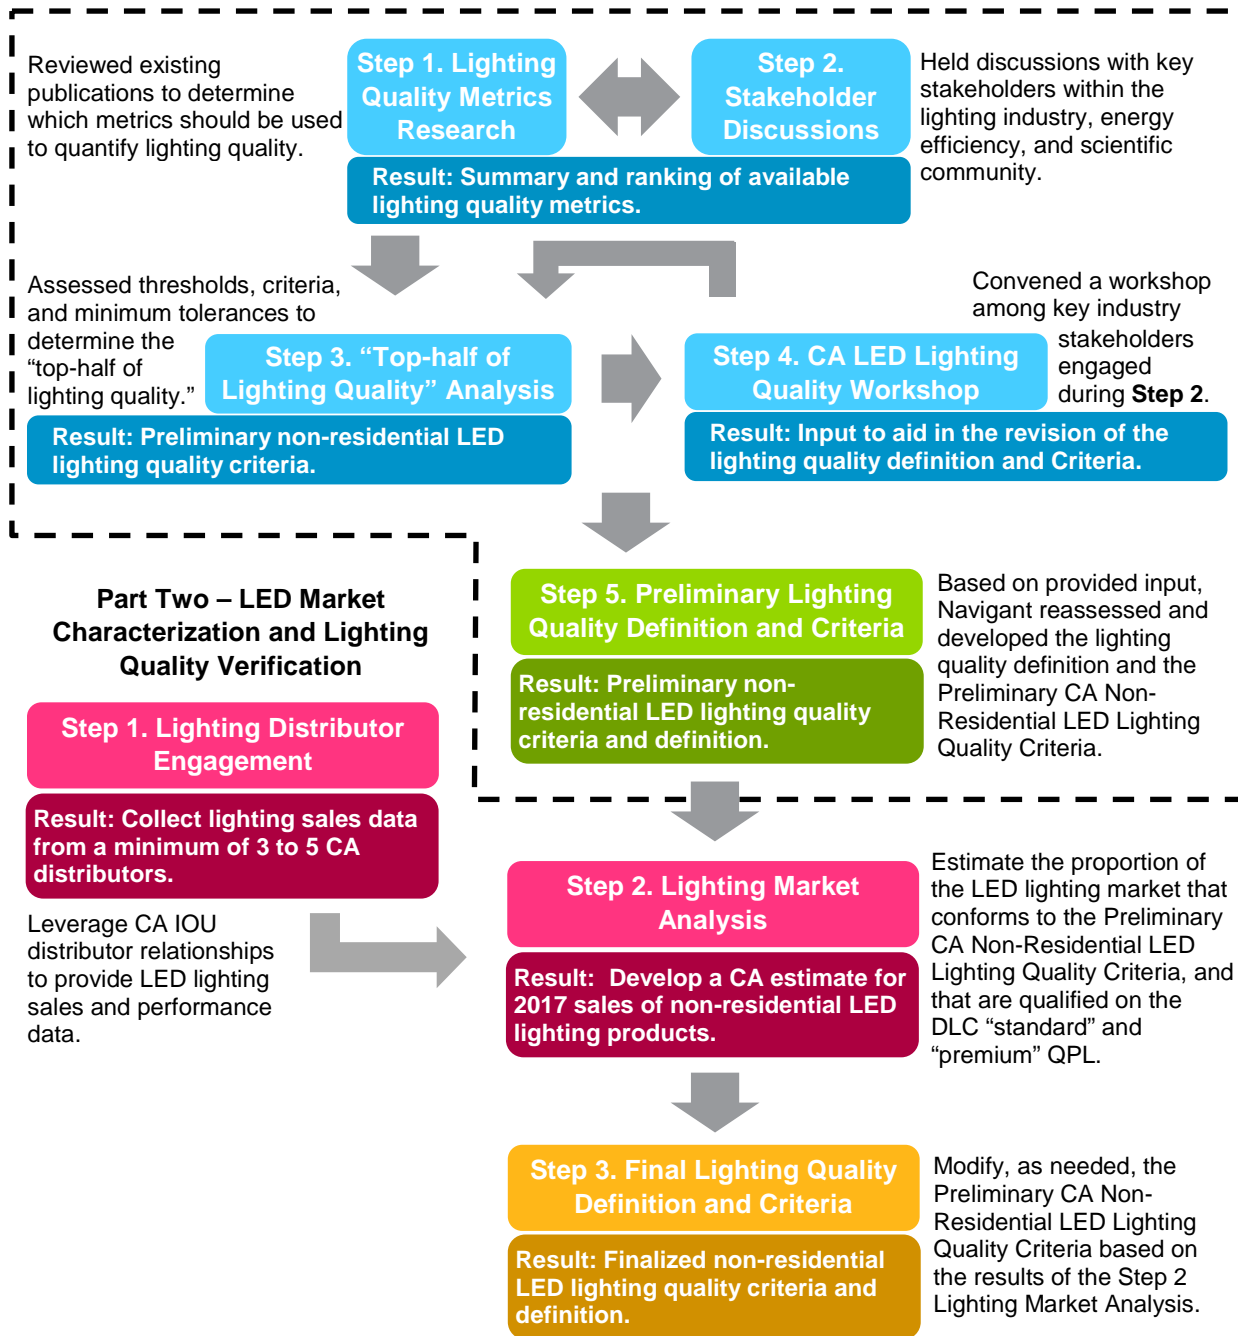 Reviewed existing
publications to determine
which metrics should be used
to quantify lighting quality.
Step 1. Lighting
Quality Metrics
Research
Step 2.
Stakeholder
Discussions
Held discussions with key
stakeholders within the
lighting industry, energy
efficiency, and scientific
community.
Result: Summary and ranking of available
lighting quality metrics.
Assessed thresholds, criteria,
and minimum tolerances to
determine the
“top-half of
lighting quality.”
Step 3. “Top-half of
Lighting Quality” Analysis
Result: Preliminary non-residential LED
lighting quality criteria.
Step 4. CA LED Lighting
Quality Workshop
Convened a workshop
among key industry
stakeholders
engaged
during Step 2.
Result: Input to aid in the revision of the
lighting quality definition and Criteria.
Step 5. Preliminary Lighting
Quality Definition and Criteria
Result: Preliminary non-
residential LED lighting quality
criteria and definition.
Based on provided input,
Navigant reassessed and
developed the lighting
quality definition and the
Preliminary CA Non-
Residential LED Lighting
Quality Criteria.
Part Two – LED Market
Characterization and Lighting
Quality Verification
Step 1. Lighting Distributor
Engagement
Result: Collect lighting sales data
from a minimum of 3 to 5 CA
distributors.
Leverage CA IOU
distributor relationships
to provide LED lighting
sales and performance
data.
Step 2. Lighting Market
Analysis
Result: Develop a CA estimate for
2017 sales of non-residential LED
lighting products.
Estimate the proportion of
the LED lighting market that
conforms to the Preliminary
CA Non-Residential LED
Lighting Quality Criteria, and
that are qualified on the
DLC “standard” and
“premium” QPL.
Step 3. Final Lighting Quality
Definition and Criteria
Result: Finalized non-residential
LED lighting quality criteria and
definition.
Modify, as needed, the
Preliminary CA Non-
Residential LED Lighting
Quality Criteria based on
the results of the Step 2
Lighting Market Analysis.